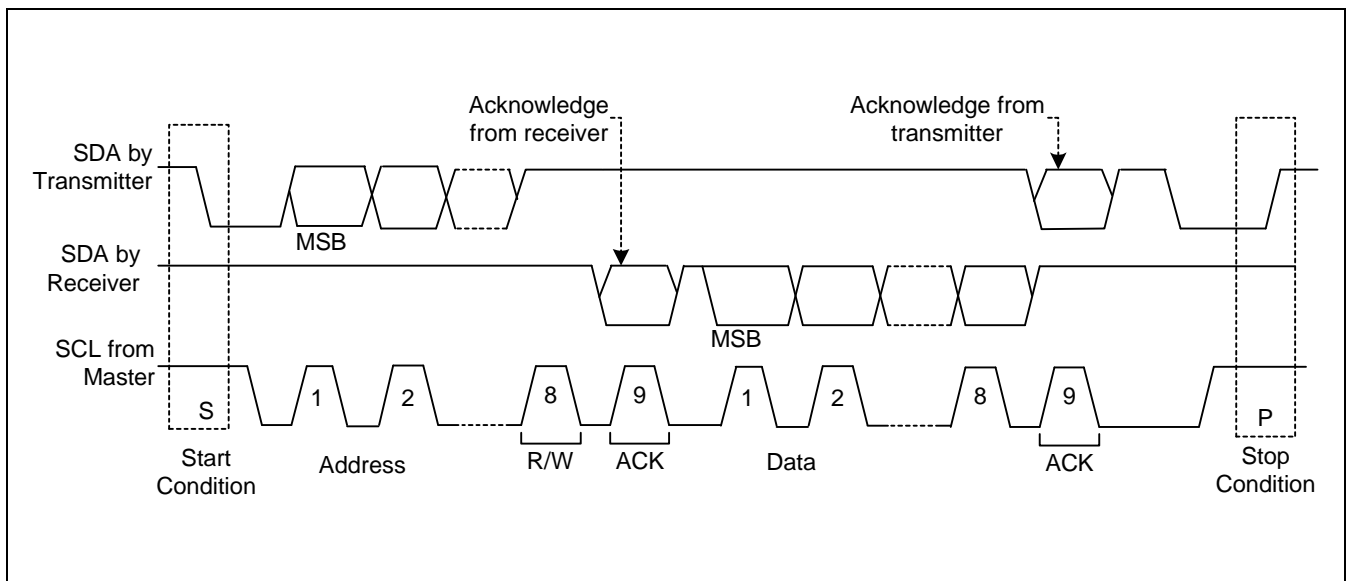 Acknowledge
from receiver
Acknowledge from
transmitter
SDA by
Transmitter
MSB
SDA by
Receiver
MSB
SCL from
Master
S
1
2
8
9
1
2
8
9
P
Start
Condition
Address
R/W
ACK
Data
ACK
Stop
Condition